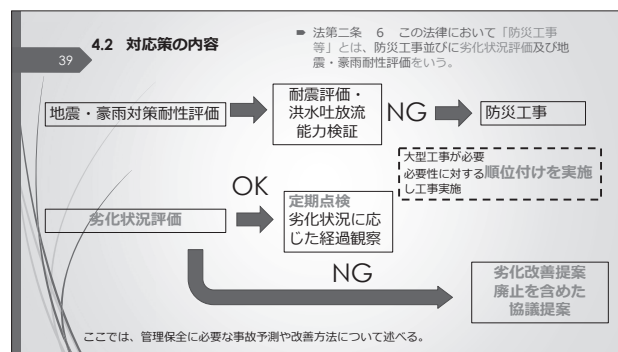 39
4.2 対応策の内容
法第二条 6 この法律において「防災工事
等」とは、防災工事並びに劣化状況評価及び地
震・豪雨耐性評価をいう。
地震・豪雨対策耐性評価
耐震評価・
洪水吐放流
能力検証
NG
防災工事
大型工事が必要
必要性に対する順位付けを実施
し工事実施
劣化状況評価
OK
定期点検
劣化状況に応
じた経過観察
NG
劣化改善提案
廃止を含めた
協議提案
ここでは、管理保全に必要な事故予測や改善方法について述べる。